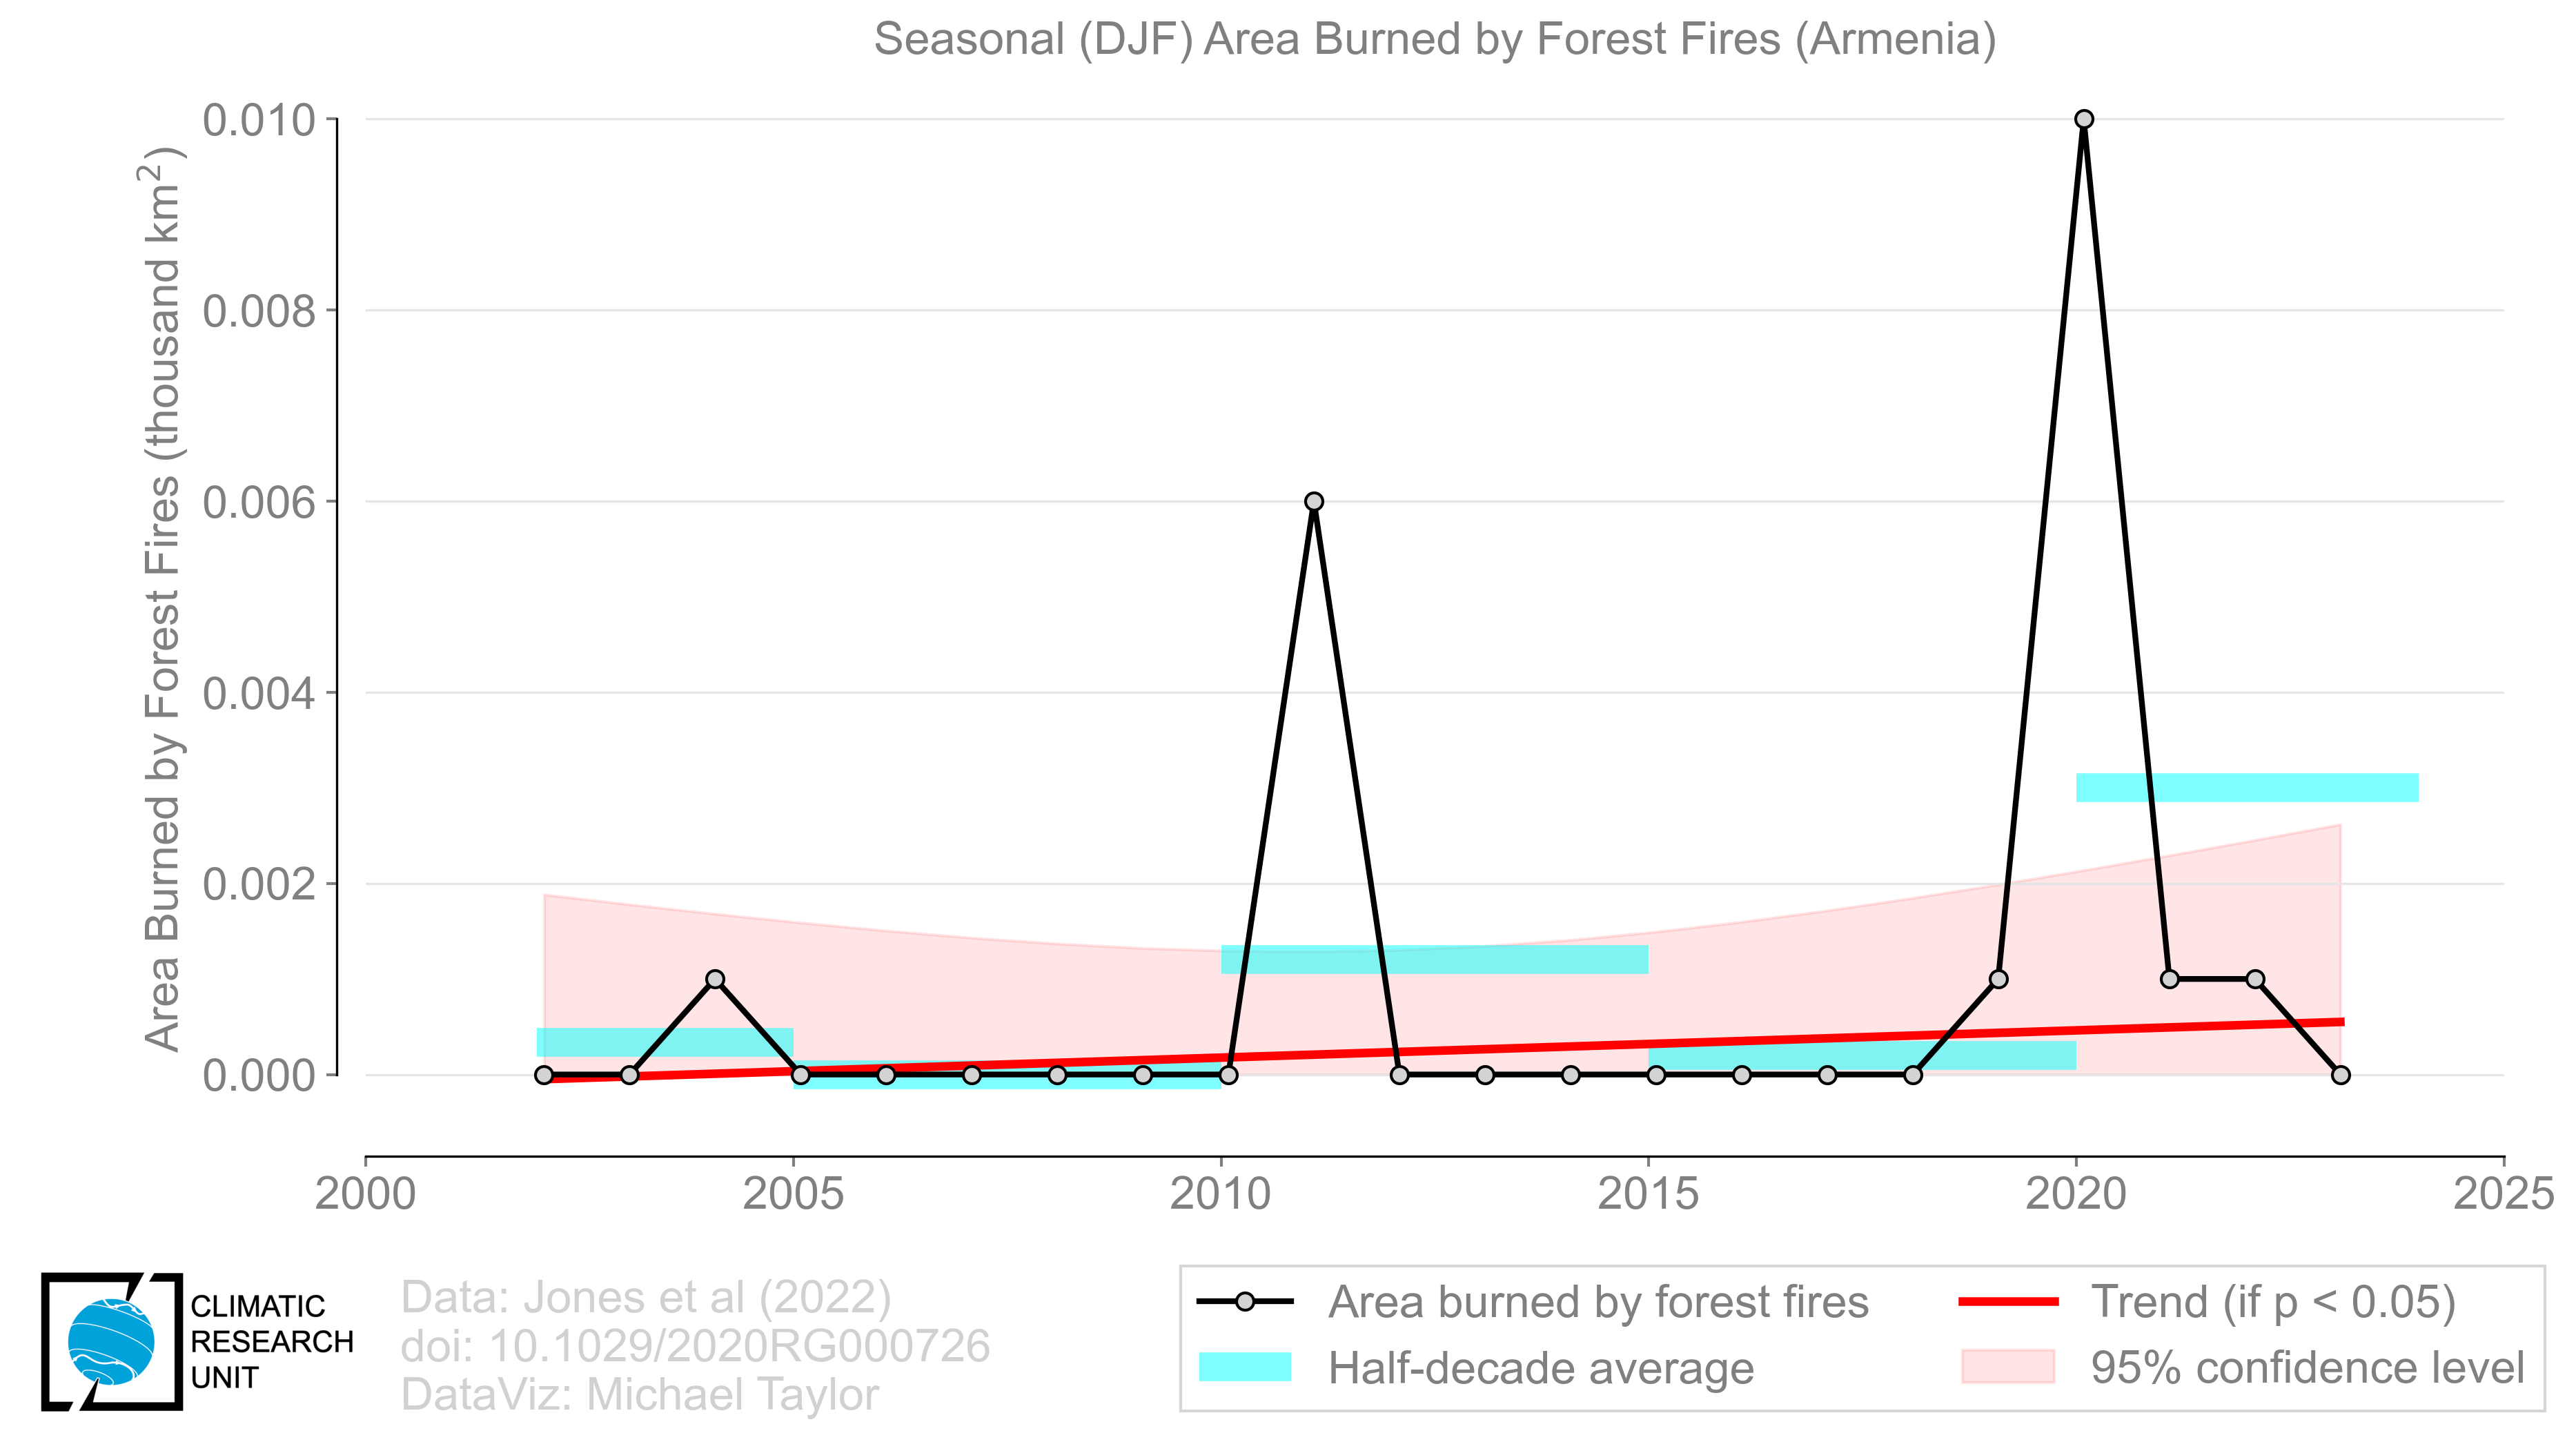 Seasonal (DJF) Area Burned by Forest Fires (Armenia)
Area Burned by Forest Fires (thousand km²)
0.010
0.008
0.006
0.004
0.002
0.000
2000
2005
2010
2015
2020
2025
CLIMATIC
RESEARCH
UNIT
Data: Jones et al (2022)
doi: 10.1029/2020RG000726
DataViz: Michael Taylor
Area burned by forest fires
Half-decade average
Trend (if p < 0.05)
95% confidence level